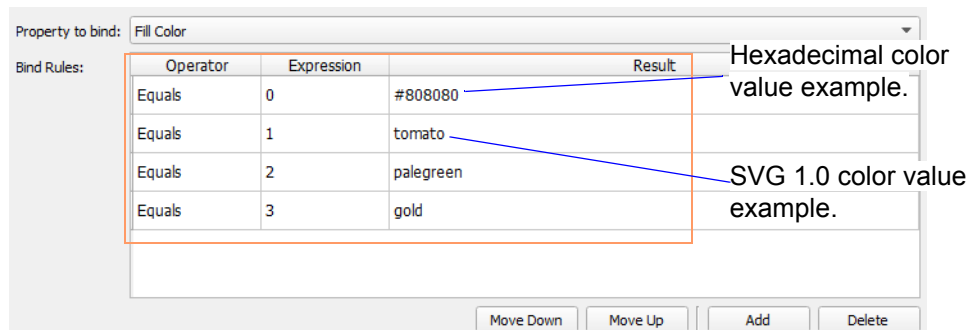 Property to bind: Fill Color
Bind Rules:
Operator Expression Result
Equals 0 #808080
Equals 1 tomato
Equals 2 palegreen
Equals 3 gold
Hexadecimal color
value example.
SVG 1.0 color value
example.
Move Down Move Up Add Delete